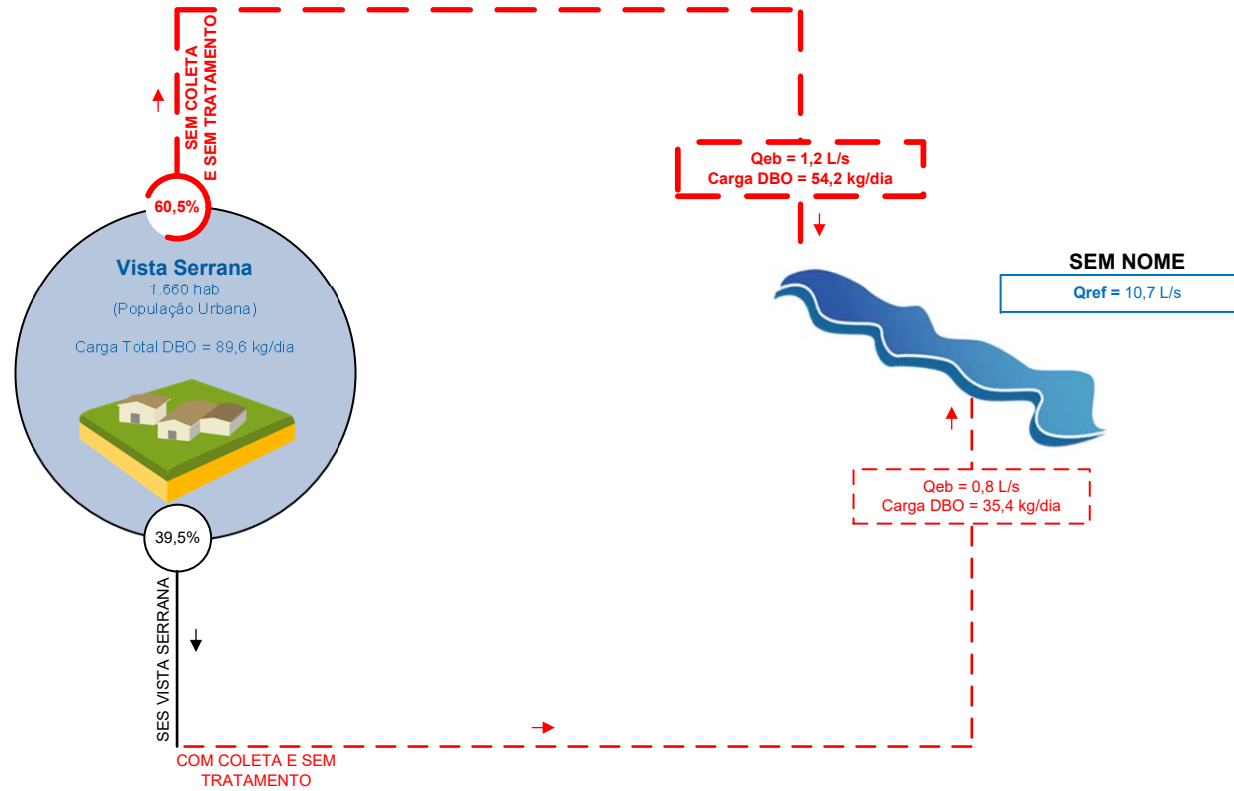 SEM COLETA
E SEM TRATAMENTO
Qeb = 1,2 L/s
Carga DBO = 54,2 kg/dia
60,5%
Vista Serrana
1.660 hab
(População Urbana)
Carga Total DBO = 89,6 kg/dia
SEM NOME
Qref = 10,7 L/s
Qeb = 0,8 L/s
Carga DBO = 35,4 kg/dia
39,5%
SES VISTA SERRANA
COM COLETA E SEM
TRATAMENTO